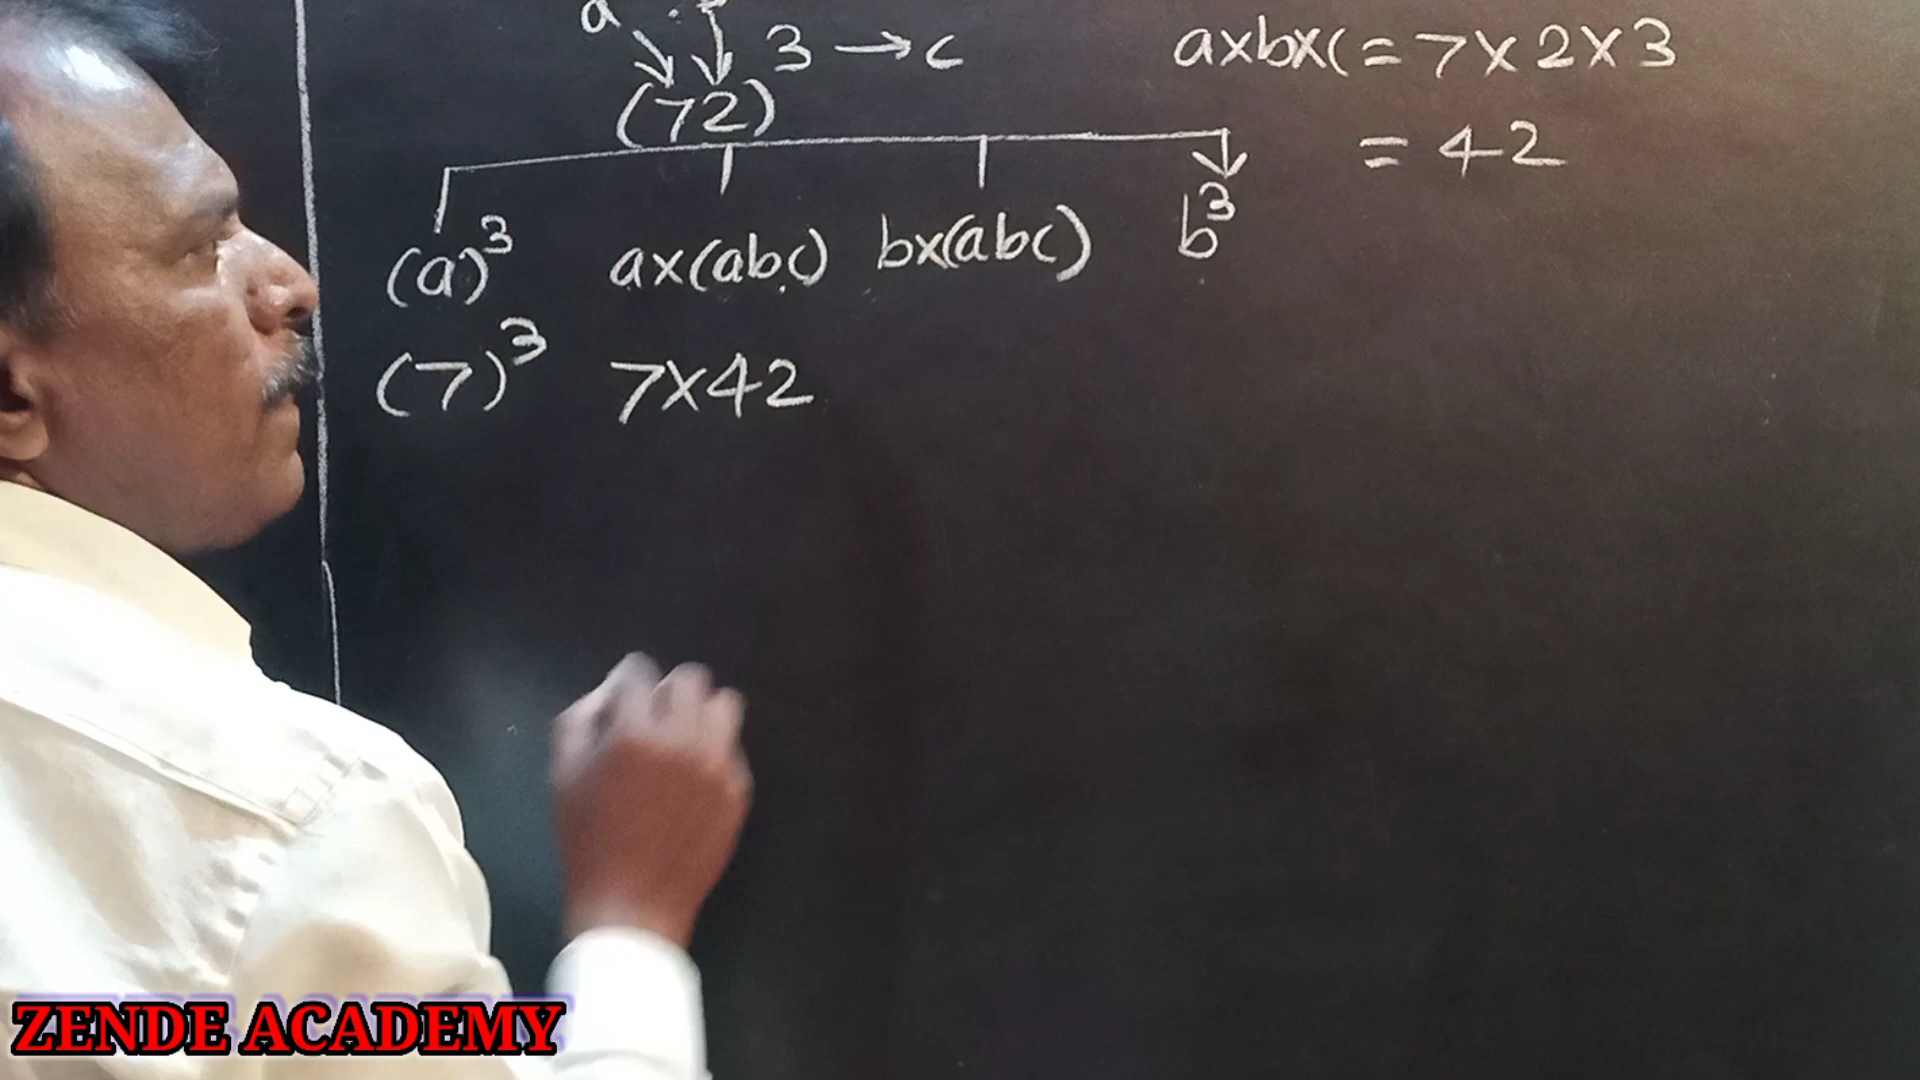 a
3 → c
a×b×c = 7×2×3
(72)
= 42
(a)³ a×(abc) b×(abc) b³
(7)³ 7×42
ZENDE ACADEMY